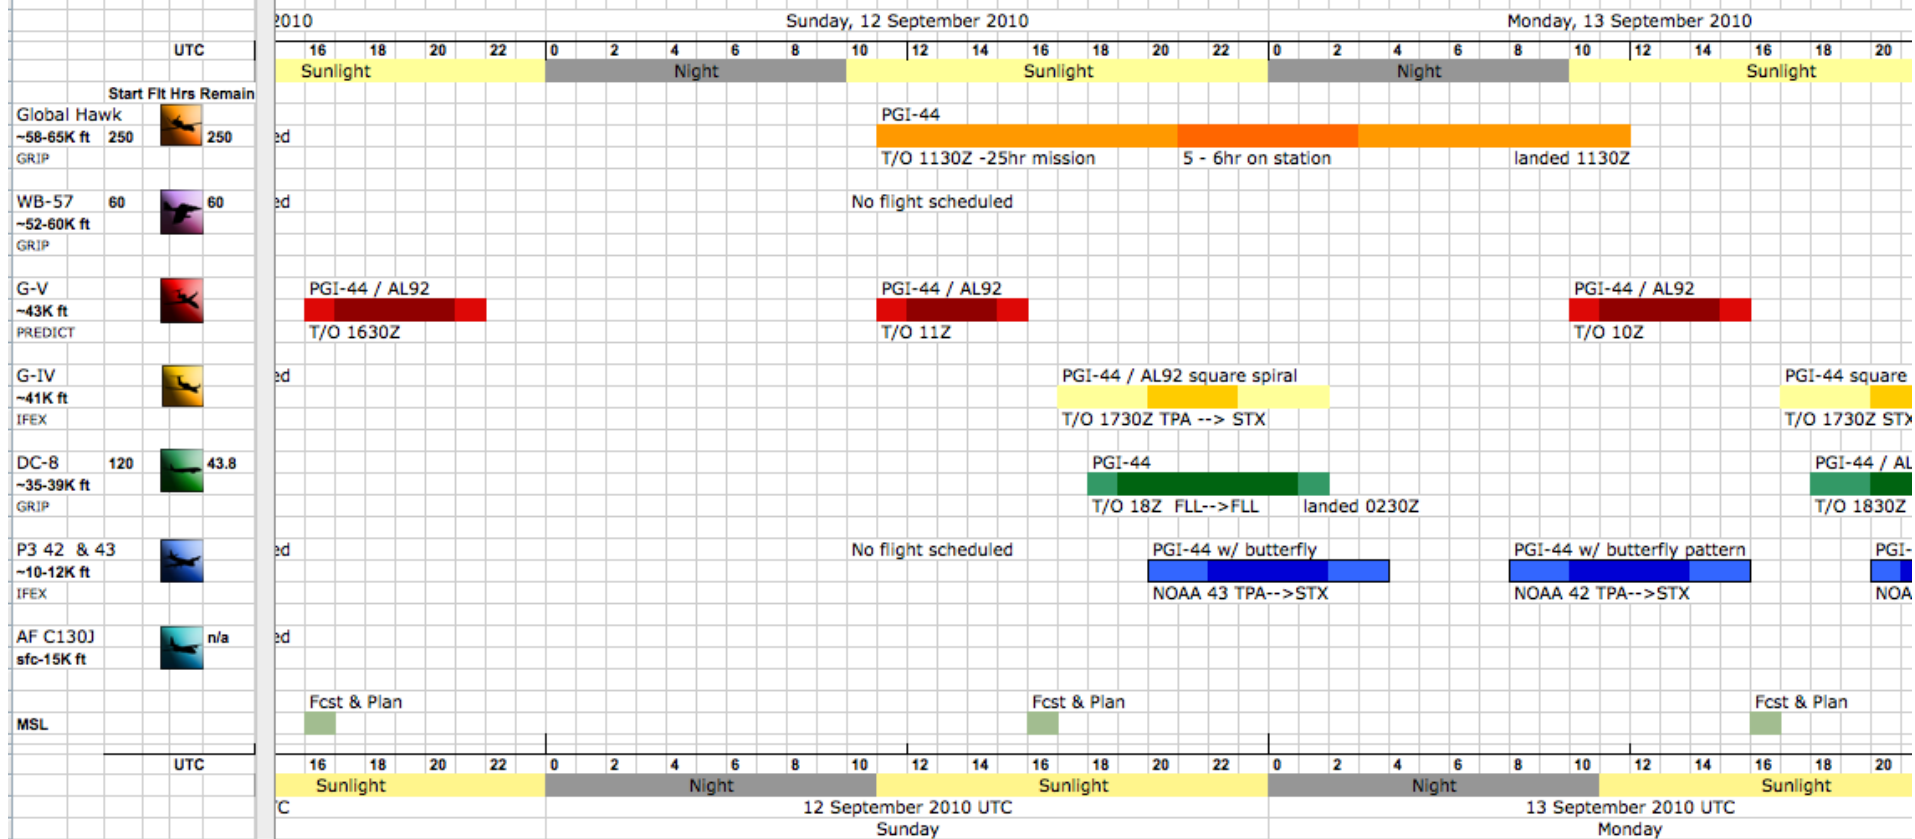 2010 Sunday, 12 September 2010 Monday, 13 September 2010
UTC 16 18 20 22 0 2 4 6 8 10 12 14 16 18 20 22 0 2 4 6 8 10 12 14 16 18 20
Sunlight Night Sunlight Night Sunlight
Start Flt Hrs Remain
Global Hawk PGI-44
~58-65K ft 250 250 ed
GRIP T/O 1130Z -25hr mission 5 - 6hr on station landed 1130Z
WB-57 60 60 ed No flight scheduled
~52-60K ft
GRIP
G-V PGI-44 / AL92 PGI-44 / AL92 PGI-44 / AL92
~43K ft
PREDICT T/O 1630Z T/O 11Z T/O 10Z
G-IV ed PGI-44 / AL92 square spiral PGI-44 square
~41K ft
IFEX T/O 1730Z TPA --> STX T/O 1730Z STX
DC-8 120 43.8 PGI-44 PGI-44 / AL
~35-39K ft
GRIP T/O 18Z FLL-->FLL landed 0230Z T/O 1830Z
P3 42 & 43 ed No flight scheduled PGI-44 w/ butterfly PGI-44 w/ butterfly pattern PGI-
~10-12K ft
IFEX NOAA 43 TPA-->STX NOAA 42 TPA-->STX NOA
AF C130J n/a ed
sfc-15K ft
Fcst & Plan Fcst & Plan Fcst & Plan
MSL
UTC 16 18 20 22 0 2 4 6 8 10 12 14 16 18 20 22 0 2 4 6 8 10 12 14 16 18 20
Sunlight Night Sunlight Night Sunlight
C 12 September 2010 UTC 13 September 2010 UTC
Sunday Monday